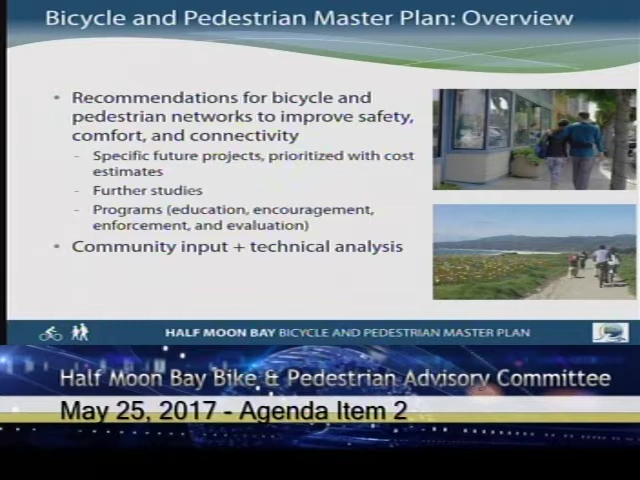 Bicycle and Pedestrian Master Plan: Overview
• Recommendations for bicycle and
pedestrian networks to improve safety,
comfort, and connectivity
- Specific future projects, prioritized with cost
estimates
- Further studies
- Programs (education, encouragement,
enforcement, and evaluation)
• Community input + technical analysis
HALF MOON BAY BICYCLE AND PEDESTRIAN MASTER PLAN
Half Moon Bay Bike & Pedestrian Advisory Committee
May 25, 2017 - Agenda Item 2